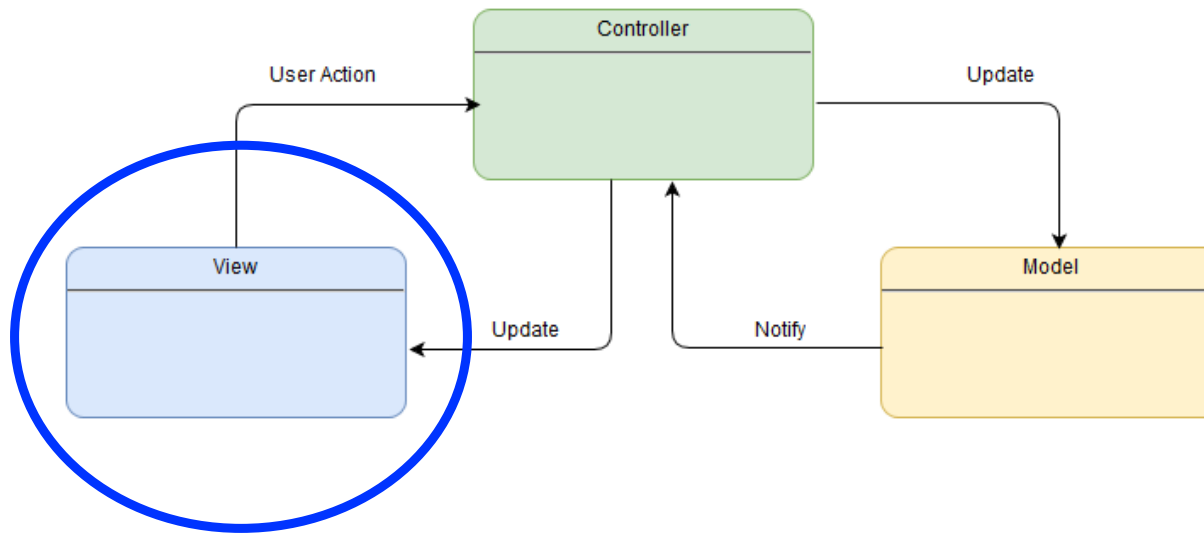 Controller
User Action
Update
View
Model
Update
Notify